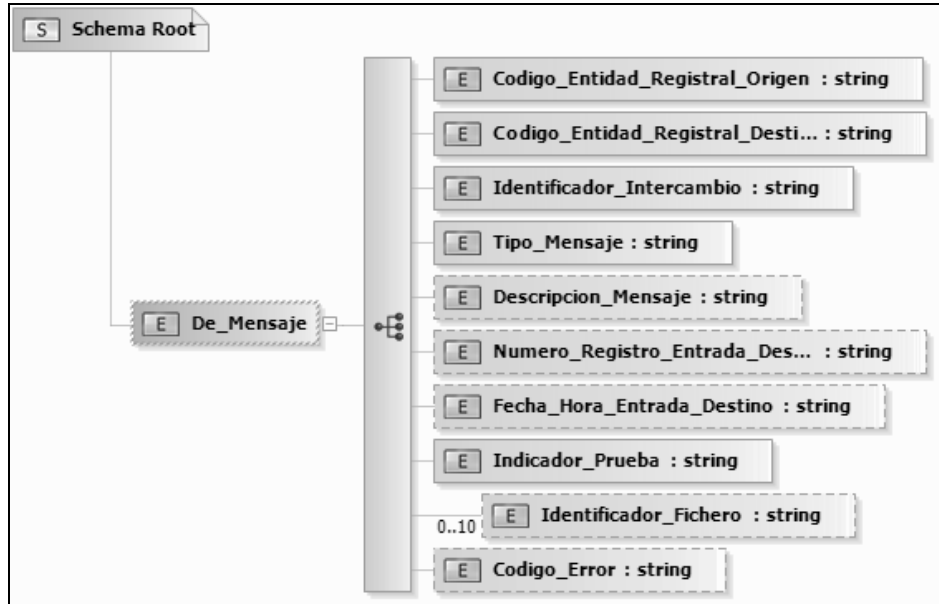 S Schema Root
E Codigo_Entidad_Registral_Origen : string
E Codigo_Entidad_Registral_Desti... : string
E Identificador_Intercambio : string
E Tipo_Mensaje : string
E Descripcion_Mensaje : string
E De_Mensaje
E Numero_Registro_Entrada_Des... : string
E Fecha_Hora_Entrada_Destino : string
E Indicador_Prueba : string
E Identificador_Fichero : string
0..10
E Codigo_Error : string